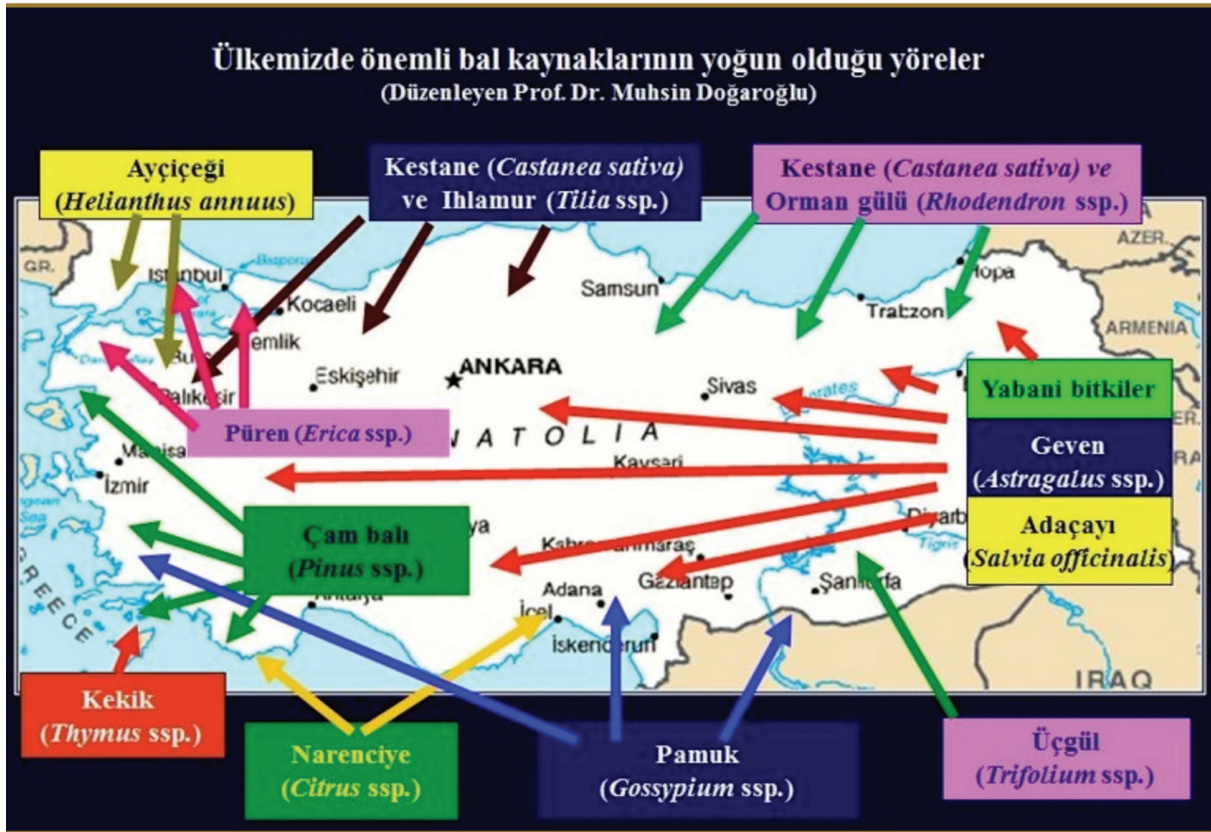 Ülkemizde önemli bal kaynaklarının yoğun olduğu yöreler
(Düzenleyen Prof. Dr. Muhsin Doğaroğlu)
Ayçiçeği
(Helianthus annuus)
Kestane (Castanea sativa)
ve Ihlamur (Tilia ssp.)
Kestane (Castanea sativa) ve
Orman gülü (Rhodendron ssp.)
GR.
Istanbul
Bosporus
Kocaeli
Samsun
Hopa
AZER.
Trabzon
ARMENIA
emlik
Eskişehir
ANKARA
Sivas
Yabani bitkiler
Püren (Erica ssp.)
NATOLIA
Kayseri
Geven
(Astragalus ssp.)
İzmir
Çam balı
(Pinus ssp.)
Adaçayı
(Salvia officinalis)
Tigris
Adana
Gaziantep
İçel
İskenderun
GREECE
IRAQ
Kekik
(Thymus ssp.)
Narenciye
(Citrus ssp.)
Pamuk
(Gossypium ssp.)
Üçgül
(Trifolium ssp.)